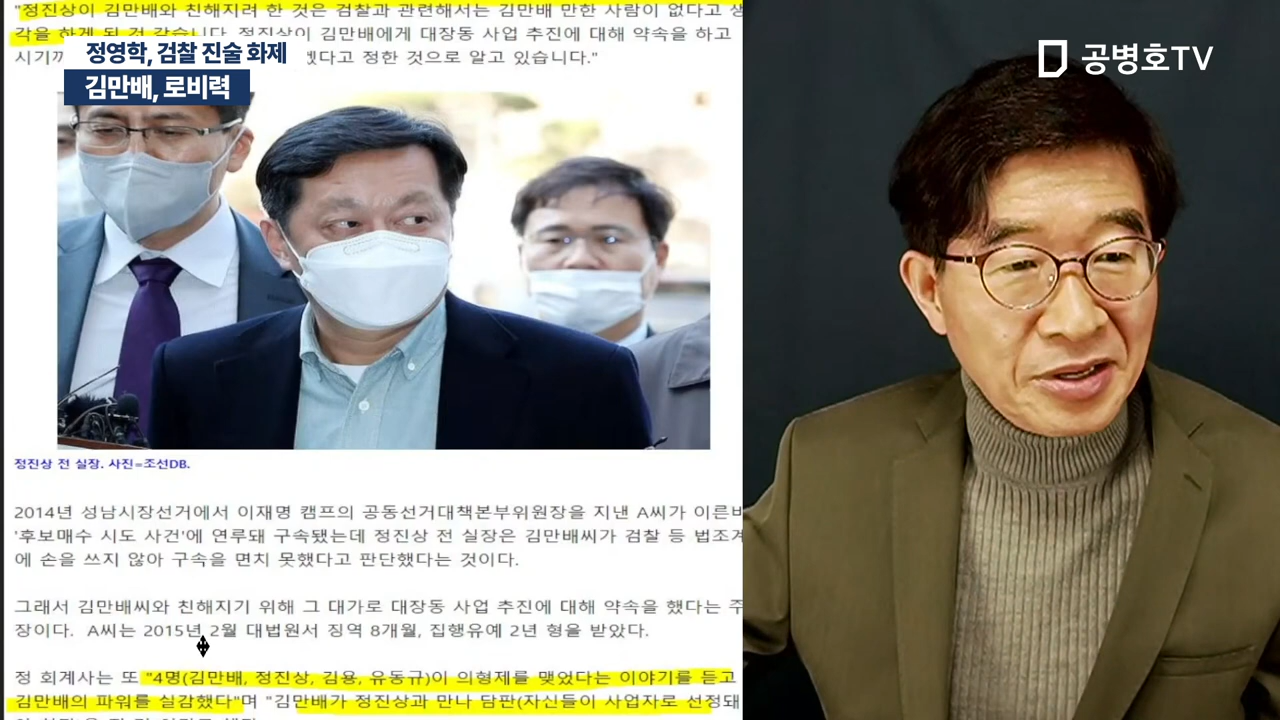 "정진상이 김만배와 친해지려 한 것은 검찰과 관련해서는 김만배 만한 사람이 없다고 생
각을 하게 된 것 같습니다. 정진상이 김만배에게 대장동 사업 추진에 대해 약속을 하고
겠다고 정한 것으로 알고 있습니다."
정영학, 검찰 진술 화제
김만배, 로비력
공병호TV
정진상 전 실장. 사진=조선DB.
2014년 성남시장선거에서 이재명 캠프의 공동선거대책본부위원장을 지낸 A씨가 이른바
'후보매수 시도 사건'에 연루돼 구속됐는데 정진상 전 실장은 김만배씨가 검찰 등 법조계
에 손을 쓰지 않아 구속을 면치 못했다고 판단했다는 것이다.
그래서 김만배씨와 친해지기 위해 그 대가로 대장동 사업 추진에 대해 약속을 했다는 주
장이다. A씨는 2015년 2월 대법원서 징역 8개월, 집행유예 2년 형을 받았다.
정 회계사는 또 "4명(김만배, 정진상, 김용, 유동규)이 의형제를 맺었다는 이야기를 듣고
김만배의 파워를 실감했다"며 "김만배가 정진상과 만나 담판(자신들이 사업자로 선정돼